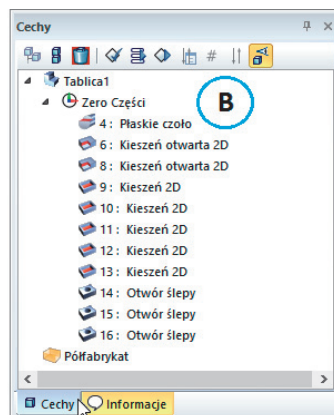 Cechy
#
Tablica1
Zero Części
B
4: Płaskie czoło
6: Kieszeń otwarta 2D
8: Kieszeń otwarta 2D
9: Kieszeń 2D
10: Kieszeń 2D
11: Kieszeń 2D
12: Kieszeń 2D
13: Kieszeń 2D
14: Otwór ślepy
15: Otwór ślepy
16: Otwór ślepy
Półfabrykat
Cechy Informacje